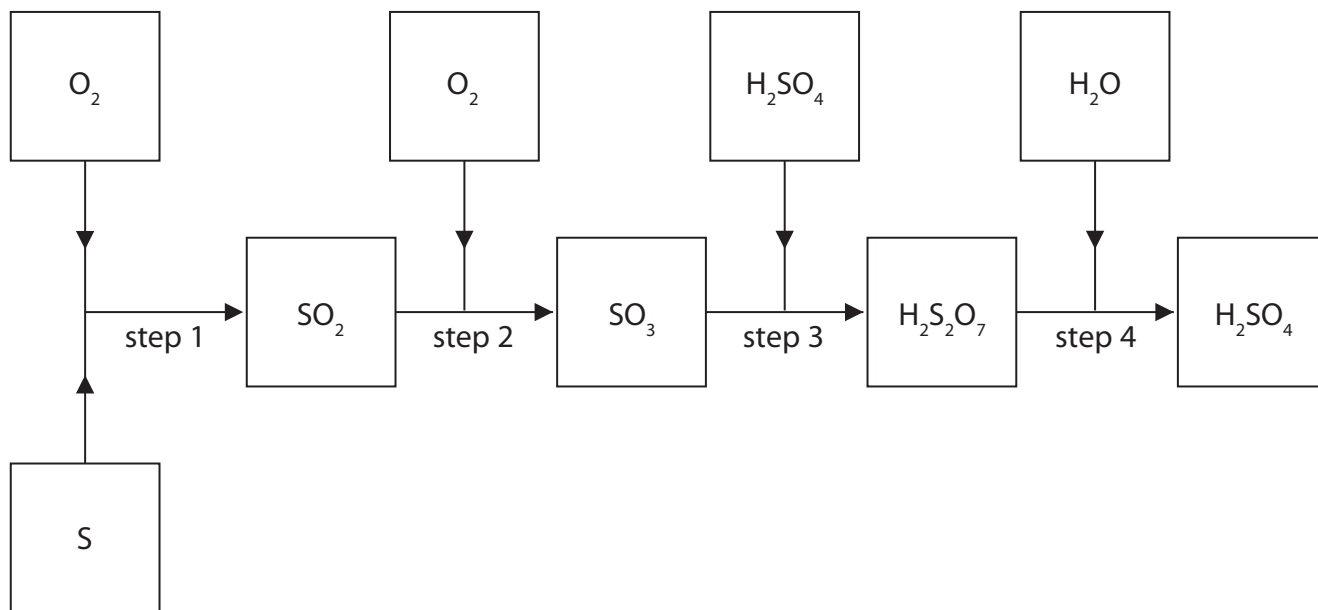 O₂
O₂
H₂SO₄
H₂O
SO₂
SO₃
H₂S₂O₇
H₂SO₄
step 1
step 2
step 3
step 4
S